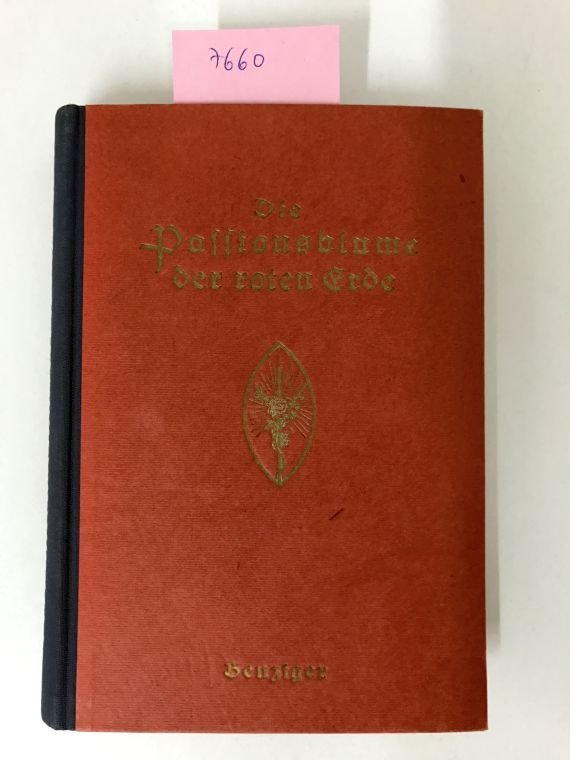 7660
Die
Passionsblume
der roten Erde
Benziger